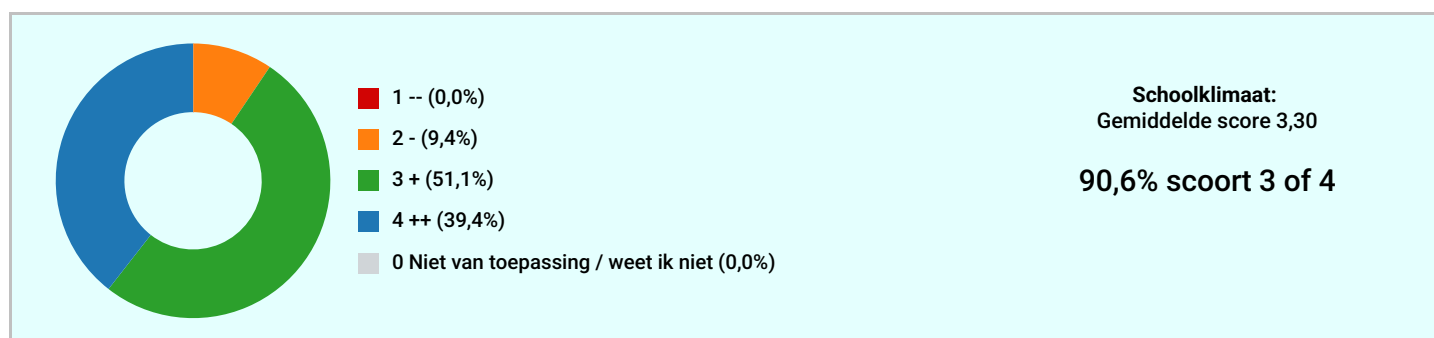 1 -- (0,0%)
2 - (9,4%)
3 + (51,1%)
4 ++ (39,4%)
0 Niet van toepassing / weet ik niet (0,0%)
Schoolklimaat:
Gemiddelde score 3,30
90,6% scoort 3 of 4